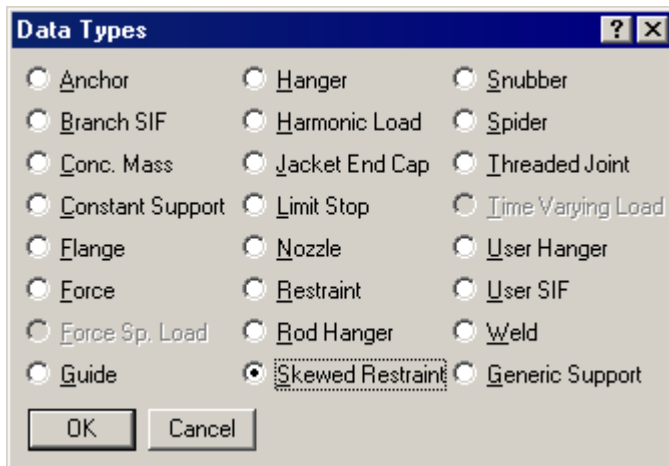 Data Types
Anchor Hanger Snubber
Branch SIF Harmonic Load Spider
Conc. Mass Jacket End Cap Threaded Joint
Constant Support Limit Stop Time Varying Load
Flange Nozzle User Hanger
Force Restraint User SIF
Force Sp. Load Rod Hanger Weld
Guide Skewed Restraint Generic Support
OK Cancel